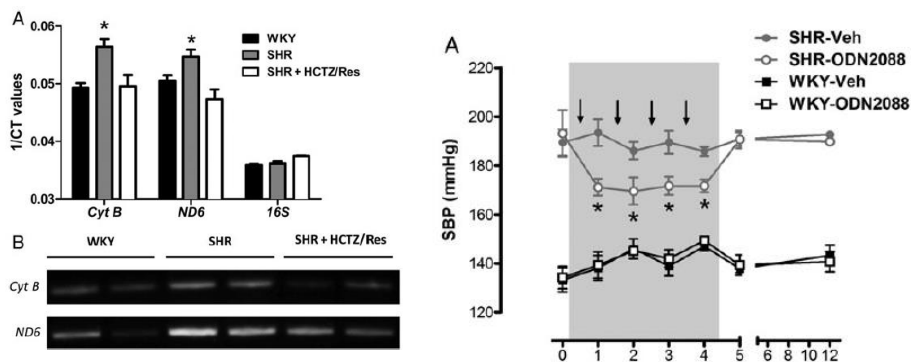 A
0.06
0.05
0.04
0.03
1/CT values
*
*
WKY
SHR
SHR + HCTZ/Res
Cyt B
ND6
16S
B
WKY
SHR
SHR + HCTZ/Res
Cyt B
ND6
A
SHR-Veh
SHR-ODN2088
WKY-Veh
WKY-ODN2088
220
200
180
160
140
120
SBP (mmHg)
* * * *
0 1 2 3 4 5 6 8 10 12